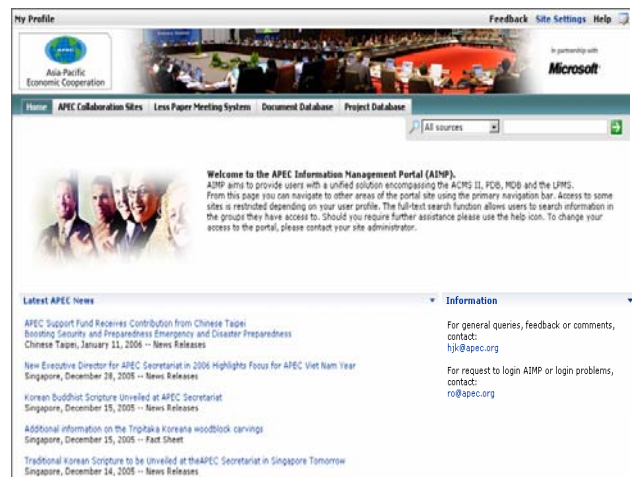 My Profile
Feedback Site Settings Help
APEC
Asia-Pacific
Economic Cooperation
in partnership with
Microsoft
Home APEC Collaboration Sites Less Paper Meeting System Document Database Project Database
All sources
Welcome to the APEC Information Management Portal (AIMP).
AIMP aims to provide users with a unified solution encompassing the ACMS II, PDB, MDB and the LPMS.
From this page you can navigate to other areas of the portal site using the primary navigation bar. Access to some
sites is restricted depending on your user profile. The full-text search function allows users to search information in
the groups they have access to. Should you require further assistance please use the help icon. To change your
access to the portal, please contact your site administrator.
Latest APEC News
APEC Support Fund Receives Contribution from Chinese Taipei
Boosting Security and Preparedness Emergency and Disaster Preparedness
Chinese Taipei, January 11, 2006 -- News Releases
New Executive Director for APEC Secretariat in 2006 Highlights Focus for APEC Viet Nam Year
Singapore, December 28, 2005 -- News Releases
Korean Buddhist Scripture Unveiled at APEC Secretariat
Singapore, December 15, 2005 -- News Releases
Additional information on the Tripitaka Koreana woodblock carvings
Singapore, December 15, 2005 -- Fact Sheet
Traditional Korean Scripture to be Unveiled at theAPEC Secretariat in Singapore Tomorrow
Singapore, December 14, 2005 -- News Releases
Information
For general queries, feedback or comments,
contact:
hjk@apec.org
For request to login AIMP or login problems,
contact:
ro@apec.org